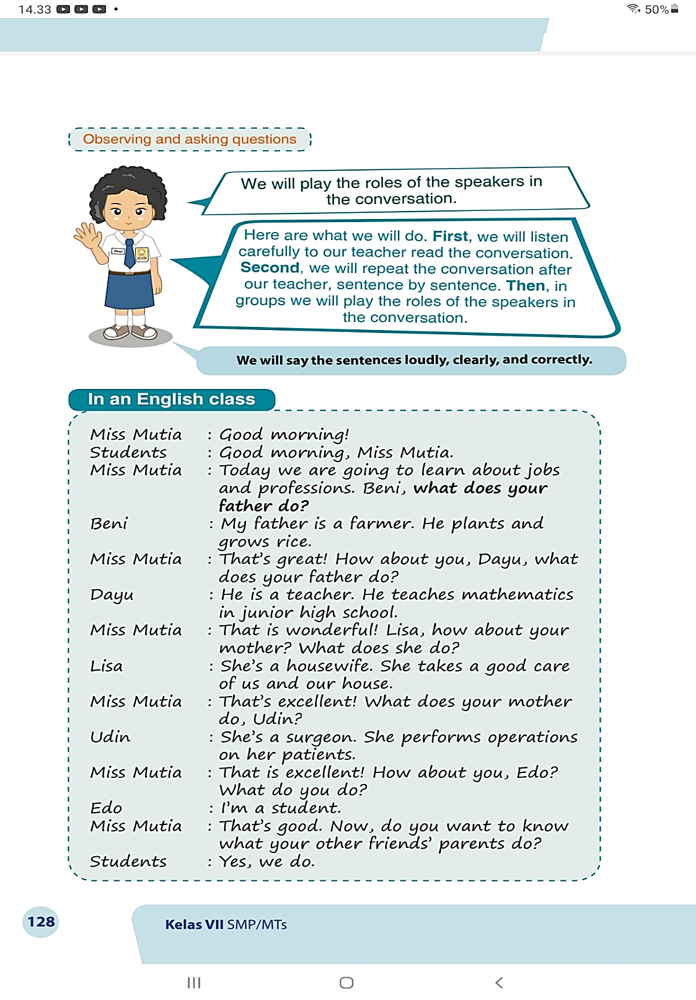 14.33
50%
Observing and asking questions
We will play the roles of the speakers in
the conversation.
Here are what we will do. First, we will listen
carefully to our teacher read the conversation.
Second, we will repeat the conversation after
our teacher, sentence by sentence. Then, in
groups we will play the roles of the speakers in
the conversation.
Dewi
We will say the sentences loudly, clearly, and correctly.
In an English class
Miss Mutia : Good morning!
Students : Good morning, Miss Mutia.
Miss Mutia : Today we are going to learn about jobs
and professions. Beni, what does your
father do?
Beni : My father is a farmer. He plants and
grows rice.
Miss Mutia : That's great! How about you, Dayu, what
does your father do?
Dayu : He is a teacher. He teaches mathematics
in junior high school.
Miss Mutia : That is wonderful! Lisa, how about your
mother? What does she do?
Lisa : She's a housewife. She takes a good care
of us and our house.
Miss Mutia : That's excellent! What does your mother
do, Udin?
Udin : She's a surgeon. She performs operations
on her patients.
Miss Mutia : That is excellent! How about you, Edo?
What do you do?
Edo : I'm a student.
Miss Mutia : That's good. Now, do you want to know
what your other friends' parents do?
Students : Yes, we do.
128
Kelas VII SMP/MTs